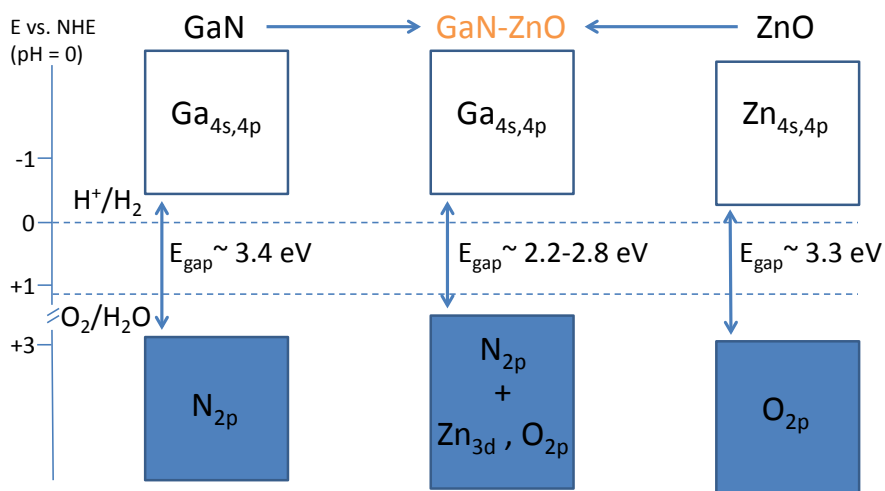 E vs. NHE
(pH = 0)
GaN
GaN-ZnO
ZnO
Ga4s,4p
Ga4s,4p
Zn4s,4p
-1
H+/H2
0
Egap~ 3.4 eV
Egap~ 2.2-2.8 eV
Egap~ 3.3 eV
+1
O2/H2O
+3
N2p
N2p
+
Zn3d , O2p
O2p